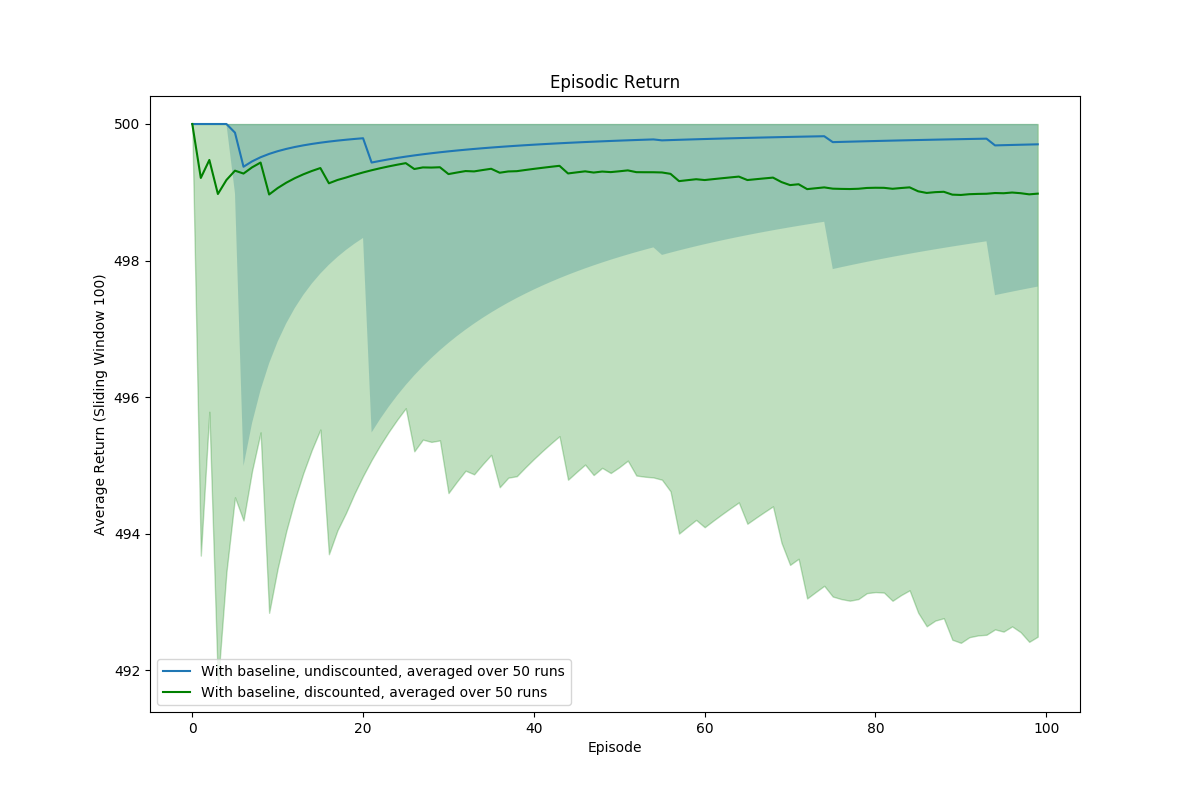 Episodic Return
500
498
496
494
492
Average Return (Sliding Window 100)
With baseline, undiscounted, averaged over 50 runs
With baseline, discounted, averaged over 50 runs
0 20 40 60 80 100
Episode